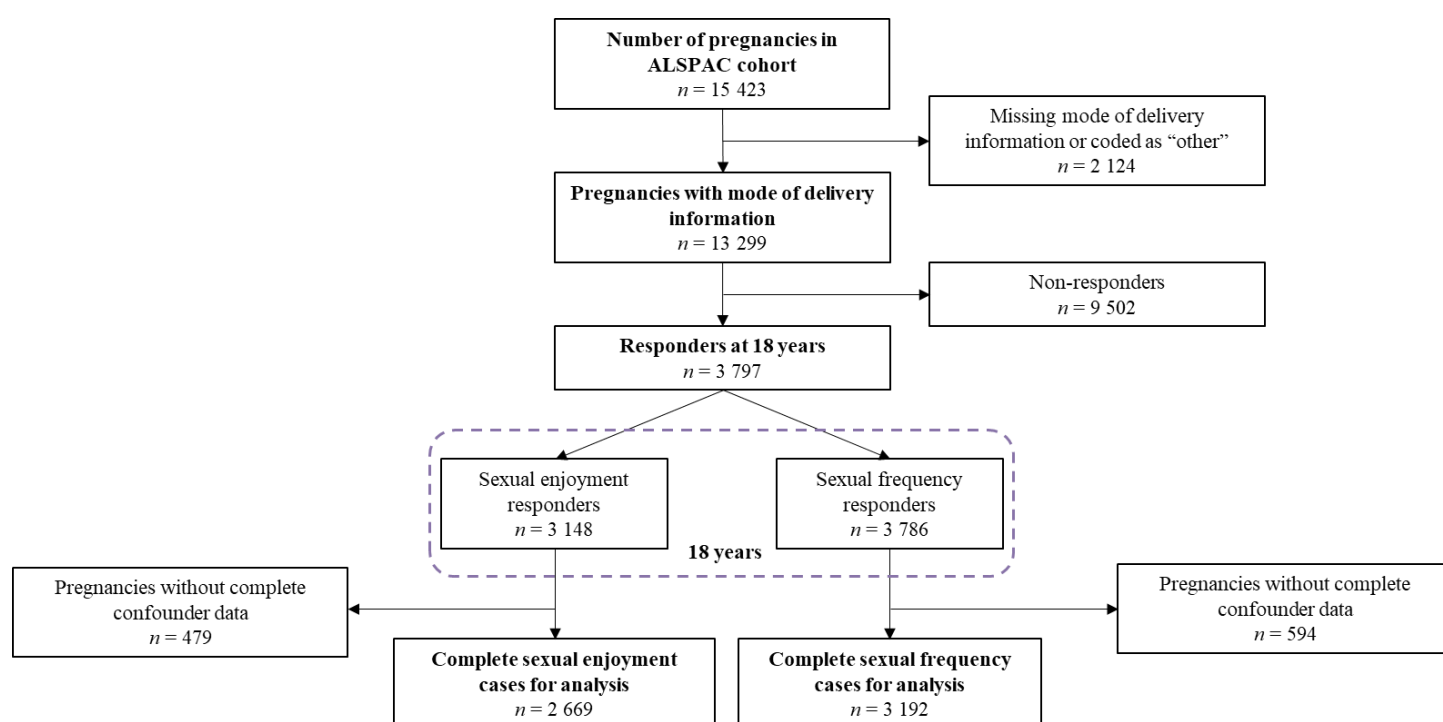 Number of pregnancies in
ALSPAC cohort
n = 15 423
Missing mode of delivery
information or coded as “other”
n = 2 124
Pregnancies with mode of delivery
information
n = 13 299
Non-responders
n = 9 502
Responders at 18 years
n = 3 797
Sexual enjoyment
responders
n = 3 148
Sexual frequency
responders
n = 3 786
18 years
Pregnancies without complete
confounder data
n = 479
Pregnancies without complete
confounder data
n = 594
Complete sexual enjoyment
cases for analysis
n = 2 669
Complete sexual frequency
cases for analysis
n = 3 192